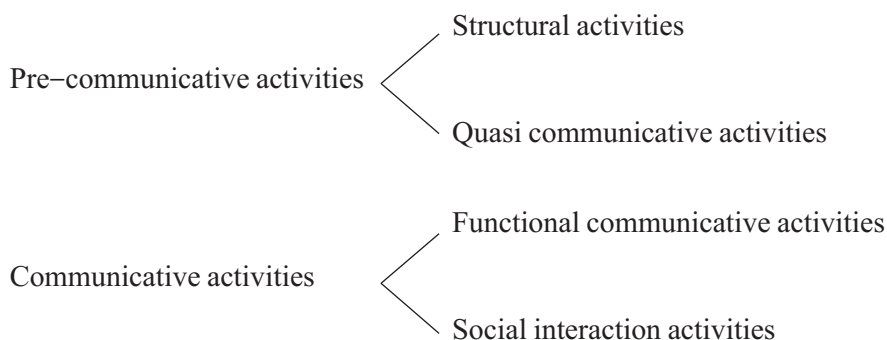 Structural activities
Pre−communicative activities
Quasi communicative activities
Functional communicative activities
Communicative activities
Social interaction activities